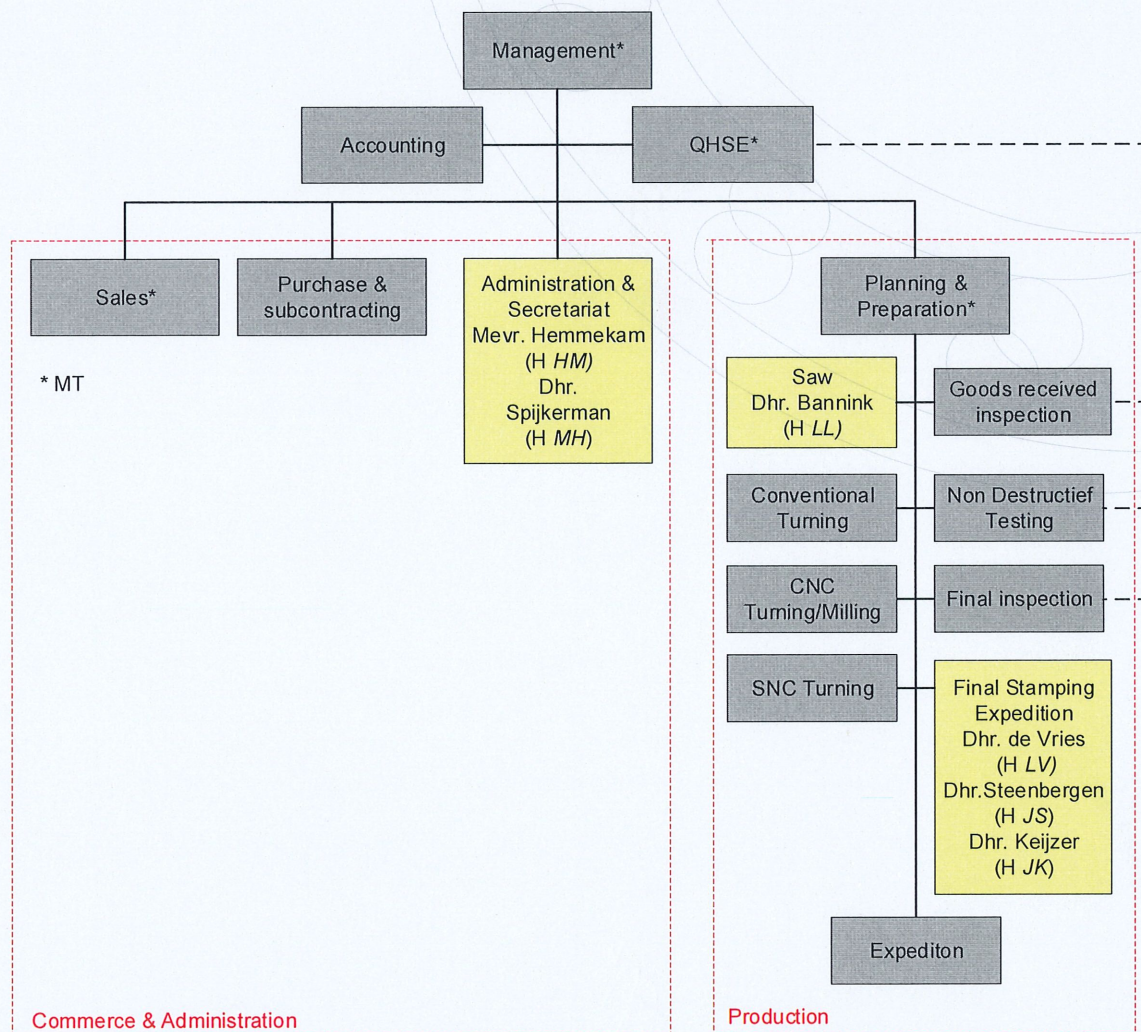 Management*
Accounting
QHSE*
Sales*
Purchase &
subcontracting
Administration &
Secretariat
Mevr. Hemmekam
(H HM)
Dhr.
Spijkerman
(H MH)
Planning &
Preparation*
* MT
Saw
Dhr. Bannink
(H LL)
Goods received
inspection
Conventional
Turning
Non Destructief
Testing
CNC
Turning/Milling
Final inspection
SNC Turning
Final Stamping
Expedition
Dhr. de Vries
(H LV)
Dhr.Steenbergen
(H JS)
Dhr. Keijzer
(H JK)
Expediton
Commerce & Administration
Production